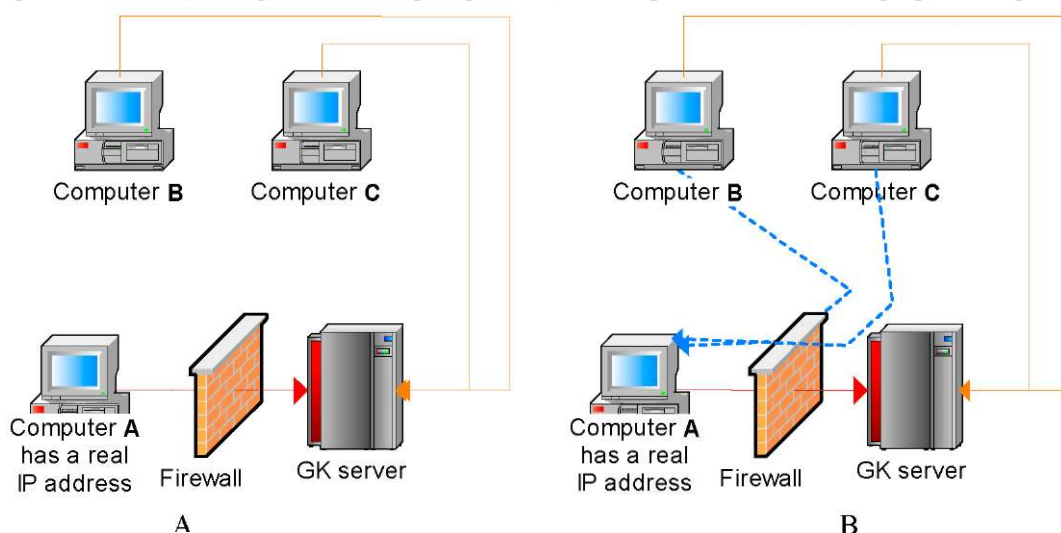 Computer B
Computer C
Computer A
has a real
IP address
Firewall
GK server
A
Computer B
Computer C
Computer A
has a real
IP address
Firewall
GK server
B